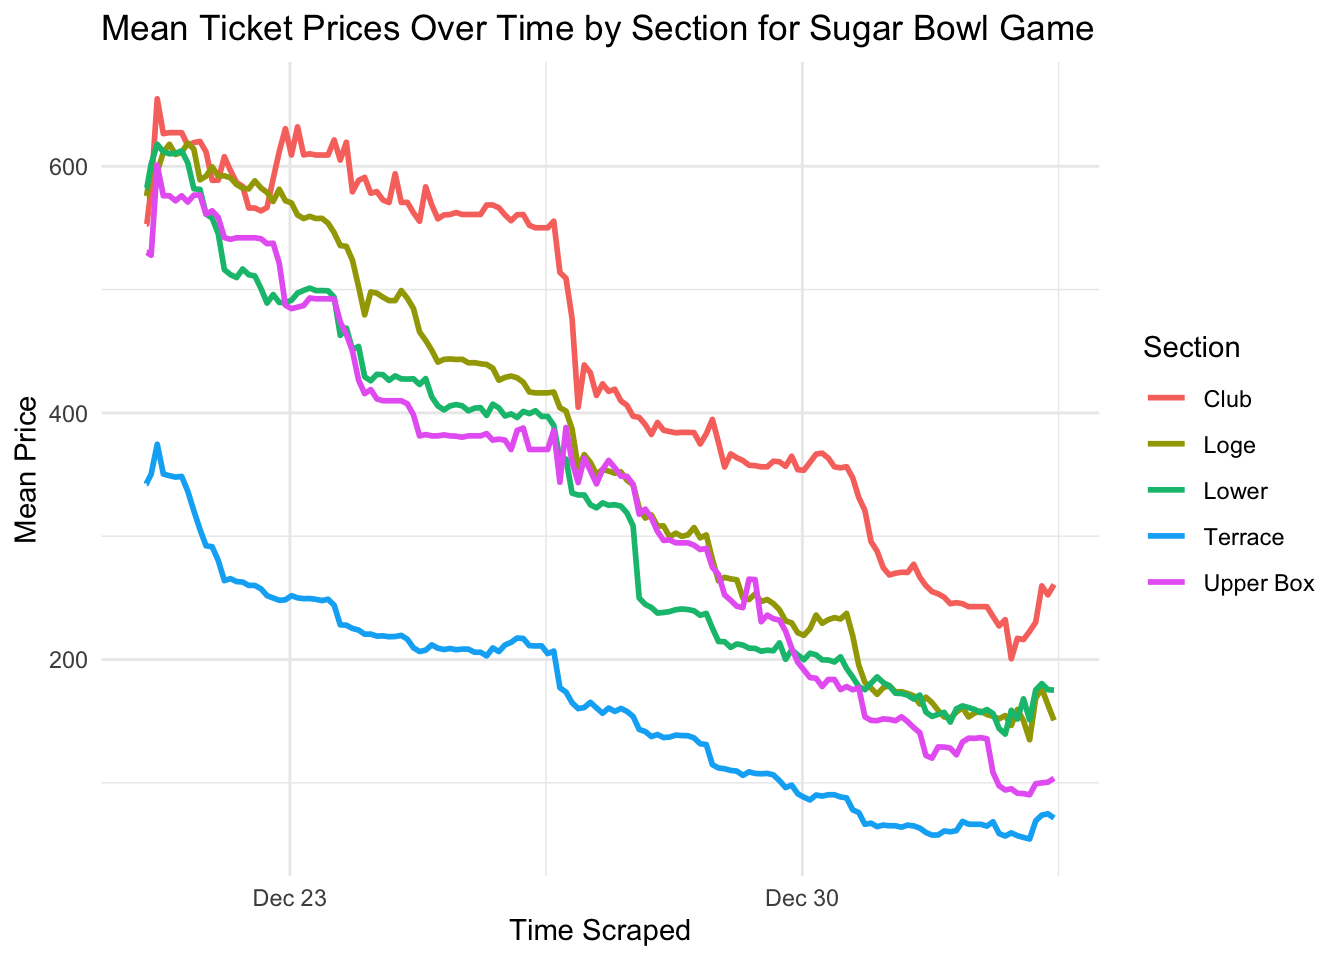 Mean Ticket Prices Over Time by Section for Sugar Bowl Game
Mean Price
600
400
200
Dec 23
Dec 30
Time Scraped
Section
Club
Loge
Lower
Terrace
Upper Box